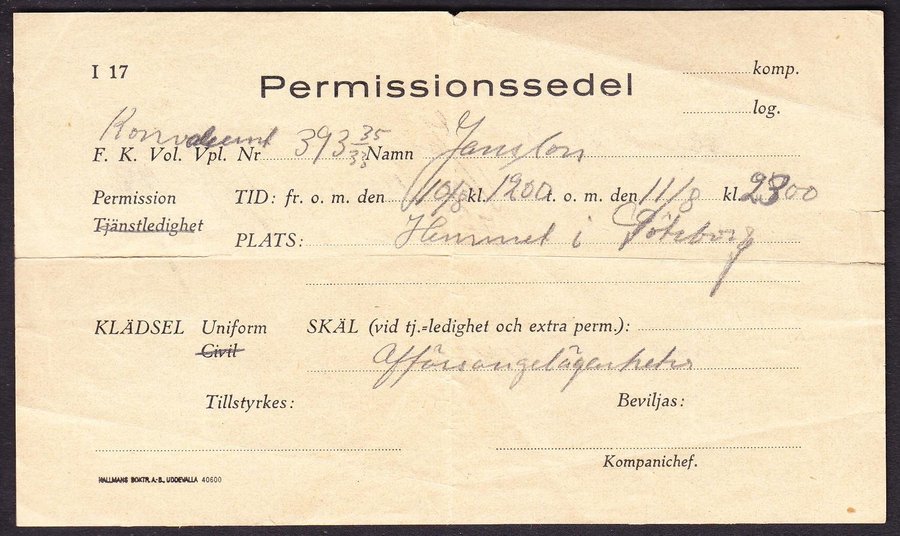 I 17
Permissionssedel
komp.
log.
F. K. Vol. Vpl. Nr 393 35/33 Namn Jansson
Permission TID: fr. o. m. den 10/8 kl. 1200 t. o. m. den 11/8 kl. 2300
Tjänstledighet
PLATS: Hemmet i Göteborg
KLÄDSEL Uniform SKÄL (vid tj.=ledighet och extra perm.):
Civil
Affärsangelägenheter
Tillstyrkes: Beviljas:
Kompanichef.
HALLMANS BOKTR. A.-B., UDDEVALLA 40600